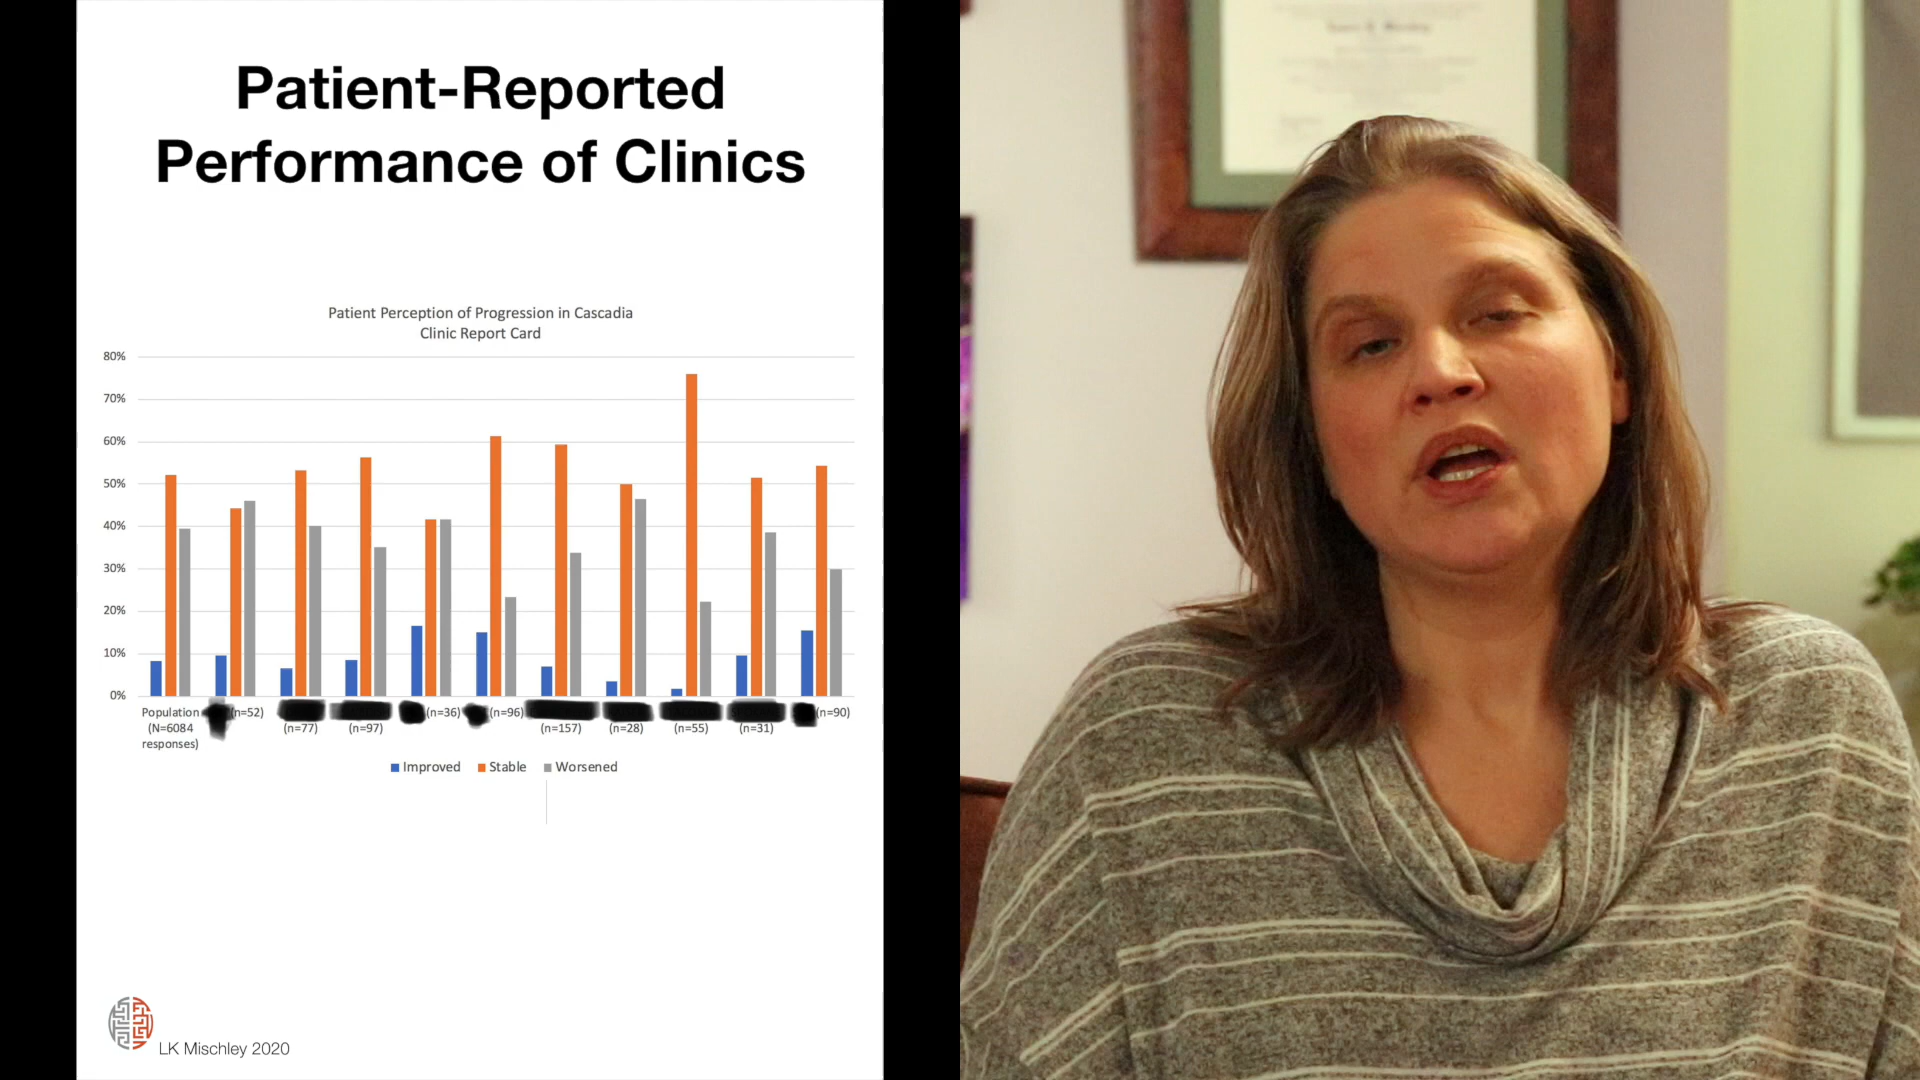 Patient-Reported
Performance of Clinics
Patient Perception of Progression in Cascadia
Clinic Report Card
80%
70%
60%
50%
40%
30%
20%
10%
0%
Population (n=52) (n=36) (n=96) (n=90)
(N=6084 (n=77) (n=97) (n=157) (n=28) (n=55) (n=31)
responses)
Improved Stable Worsened
LK Mischley 2020